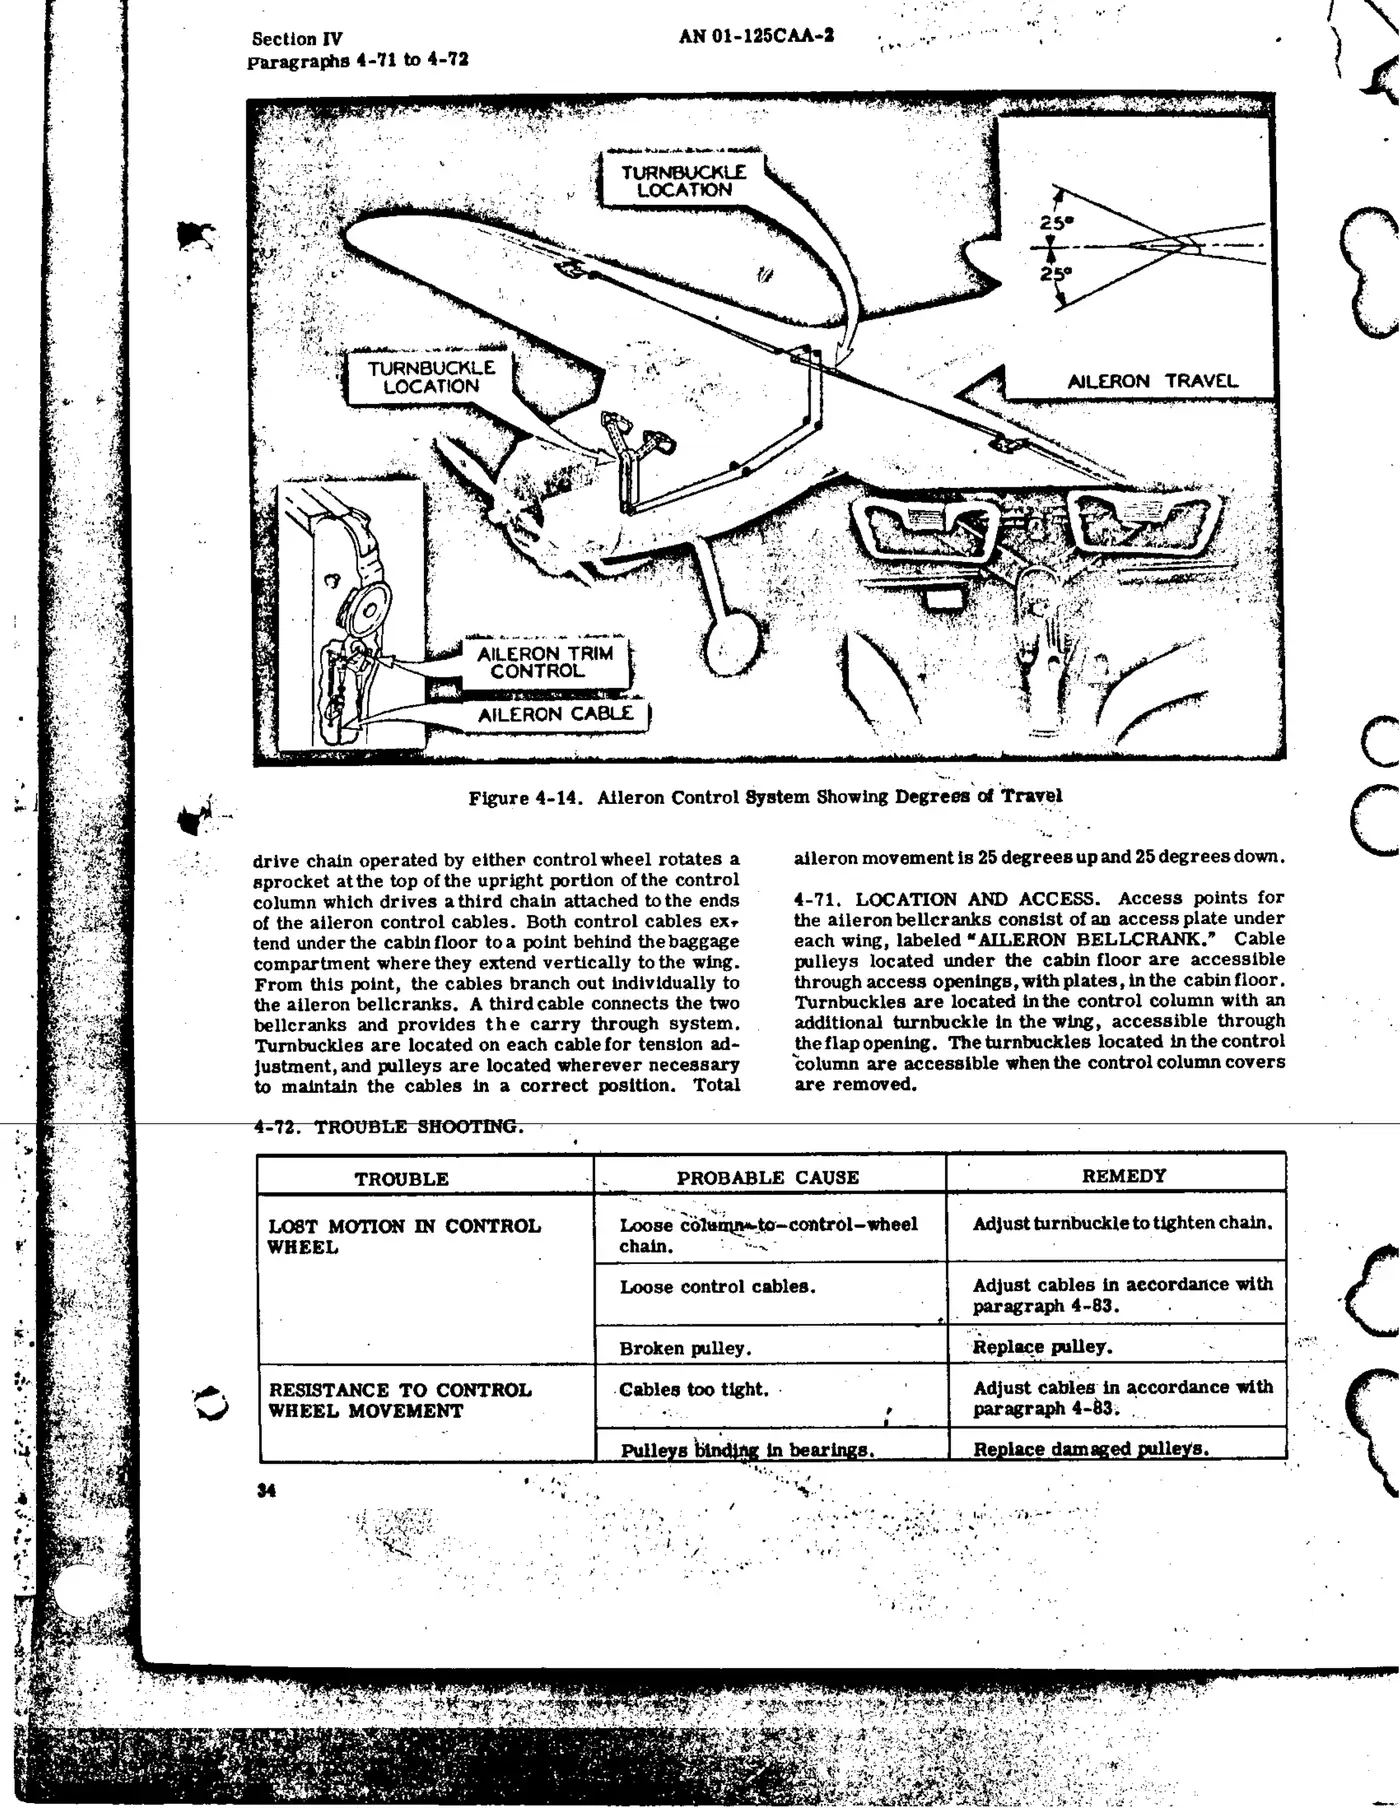 Section IV
Paragraphs 4-71 to 4-72
AN 01-125CAA-2
TURNBUCKLE
LOCATION
25°
25°
AILERON TRAVEL
TURNBUCKLE
LOCATION
AILERON TRIM
CONTROL
AILERON CABLE
Figure 4-14. Aileron Control System Showing Degrees of Travel
drive chain operated by either control wheel rotates a
sprocket at the top of the upright portion of the control
column which drives a third chain attached to the ends
of the aileron control cables. Both control cables ex-
tend under the cabin floor to a point behind the baggage
compartment where they extend vertically to the wing.
From this point, the cables branch out individually to
the aileron bellcranks. A third cable connects the two
bellcranks and provides the carry through system.
Turnbuckles are located on each cable for tension ad-
justment, and pulleys are located wherever necessary
to maintain the cables in a correct position. Total
aileron movement is 25 degrees up and 25 degrees down.
4-71. LOCATION AND ACCESS. Access points for
the aileron bellcranks consist of an access plate under
each wing, labeled "AILERON BELLCRANK." Cable
pulleys located under the cabin floor are accessible
through access openings, with plates, in the cabin floor.
Turnbuckles are located in the control column with an
additional turnbuckle in the wing, accessible through
the flap opening. The turnbuckles located in the control
column are accessible when the control column covers
are removed.
4-72. TROUBLE SHOOTING.
TROUBLE PROBABLE CAUSE REMEDY
LOST MOTION IN CONTROL
WHEEL
Loose column-to-control-wheel
chain.
Adjust turnbuckle to tighten chain.
Loose control cables.
Adjust cables in accordance with
paragraph 4-83.
Broken pulley.
Replace pulley.
RESISTANCE TO CONTROL
WHEEL MOVEMENT
Cables too tight.
Adjust cables in accordance with
paragraph 4-83.
Pulleys binding in bearings.
Replace damaged pulleys.
34